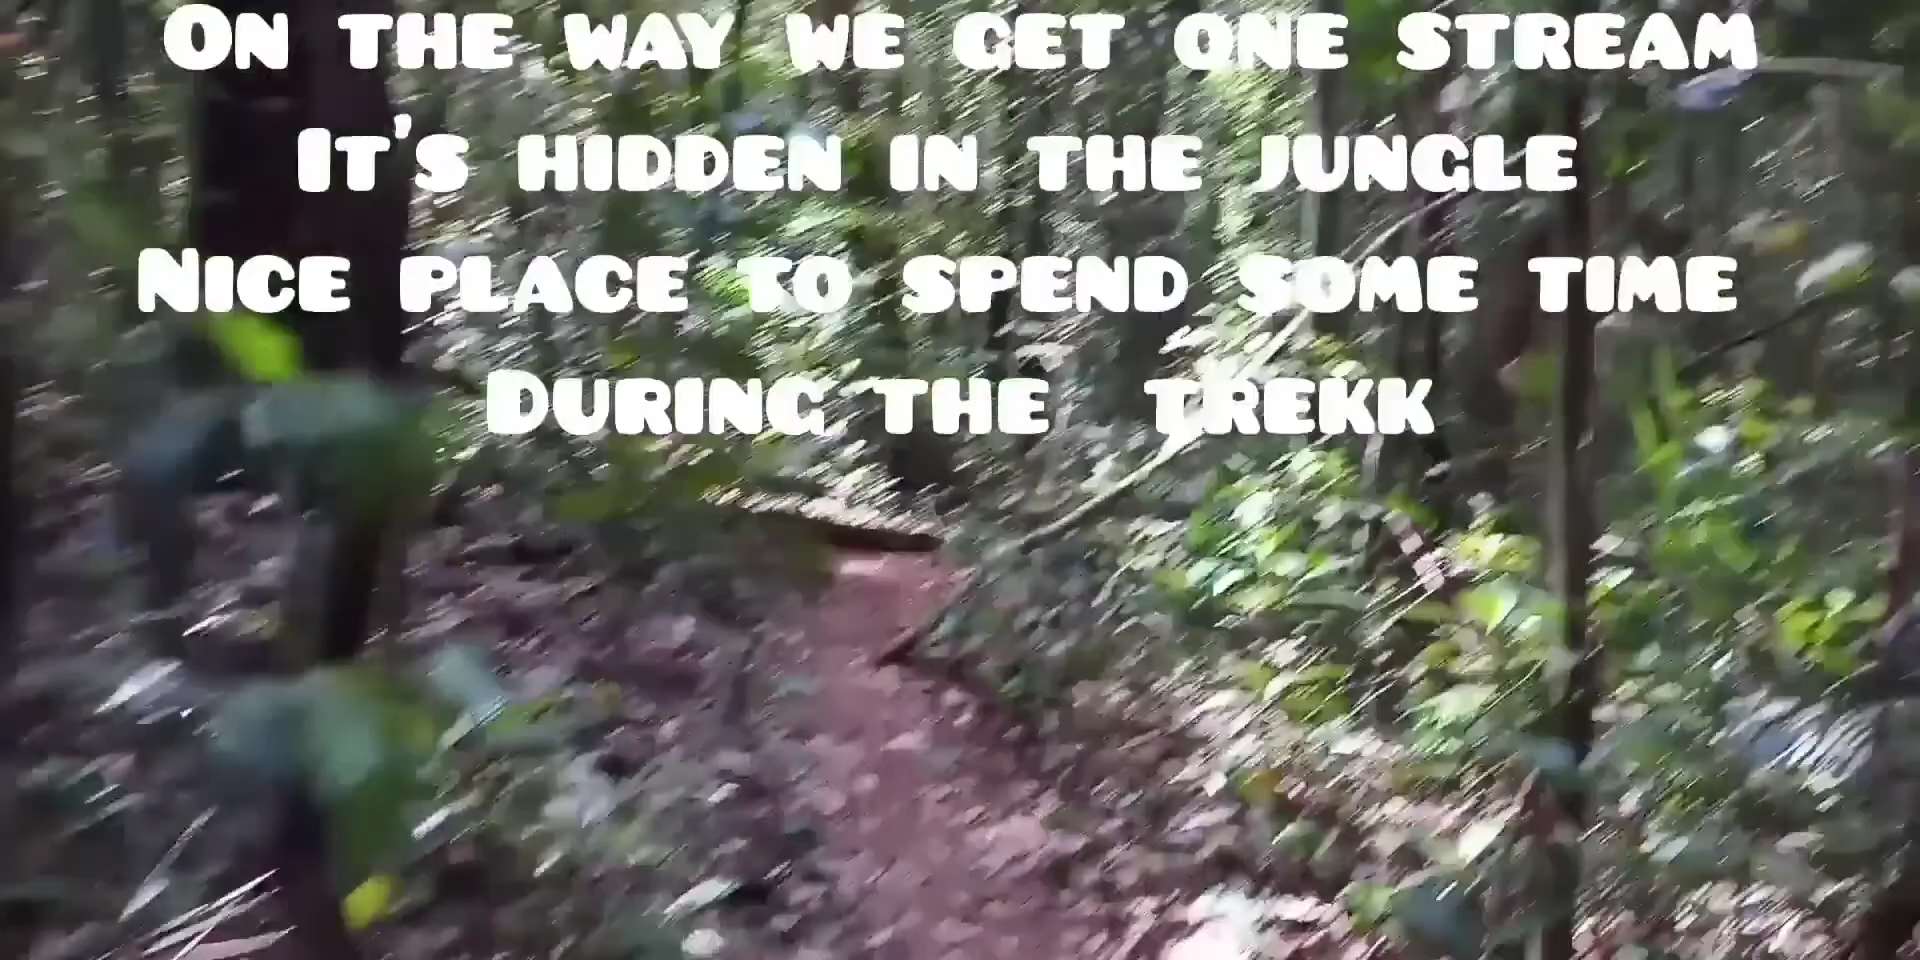 On the way we get one stream
It's hidden in the jungle
Nice place to spend some time
During the trekk